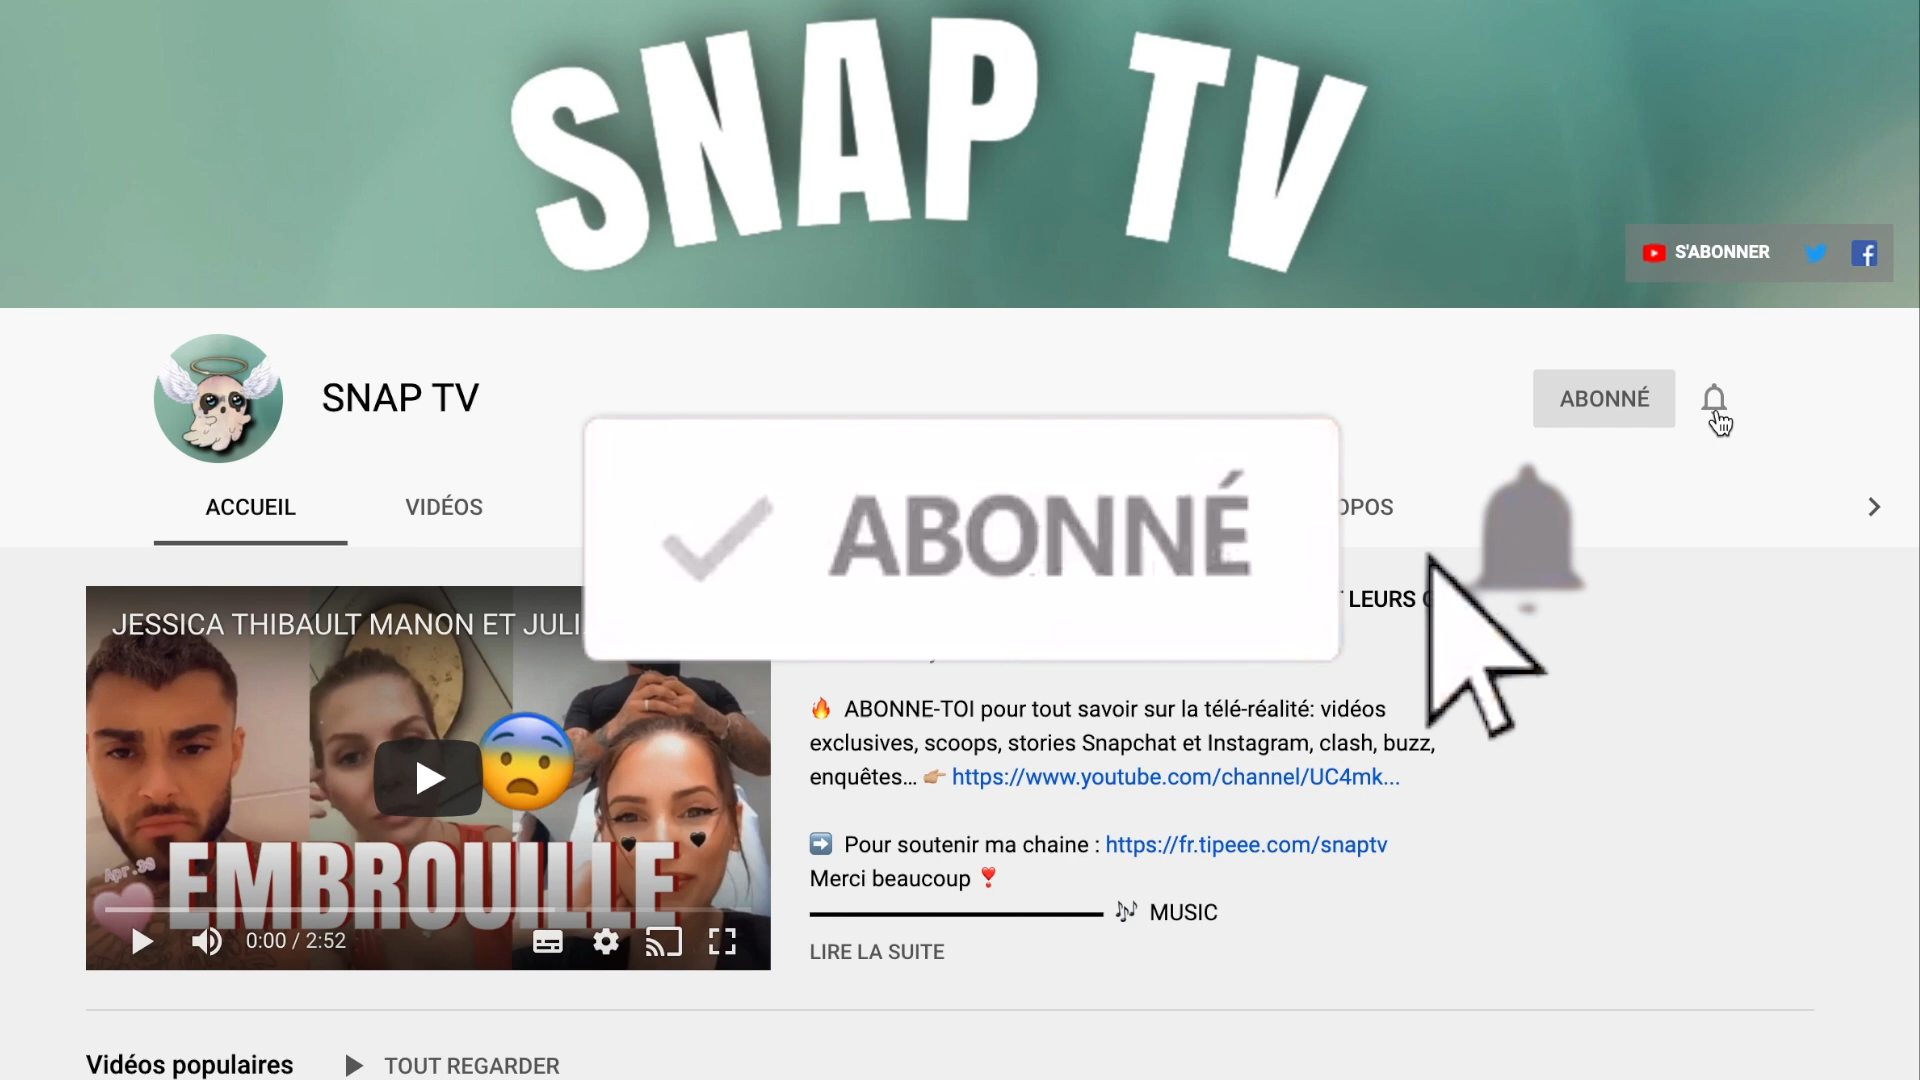 SNAP TV
S'ABONNER
SNAP TV
ABONNÉ
ACCUEIL
VIDÉOS
OPOS
ABONNÉ
JESSICA THIBAULT MANON ET JULI
LEURS
🔥 ABONNE-TOI pour tout savoir sur la télé-réalité: vidéos
exclusives, scoops, stories Snapchat et Instagram, clash, buzz,
enquêtes... 👉 https://www.youtube.com/channel/UC4mk...
➡️ Pour soutenir ma chaine : https://fr.tipeee.com/snaptv
Merci beaucoup ❣️
🎶 MUSIC
LIRE LA SUITE
Apr.30
EMBROUILLE
0:00 / 2:52
Vidéos populaires
TOUT REGARDER